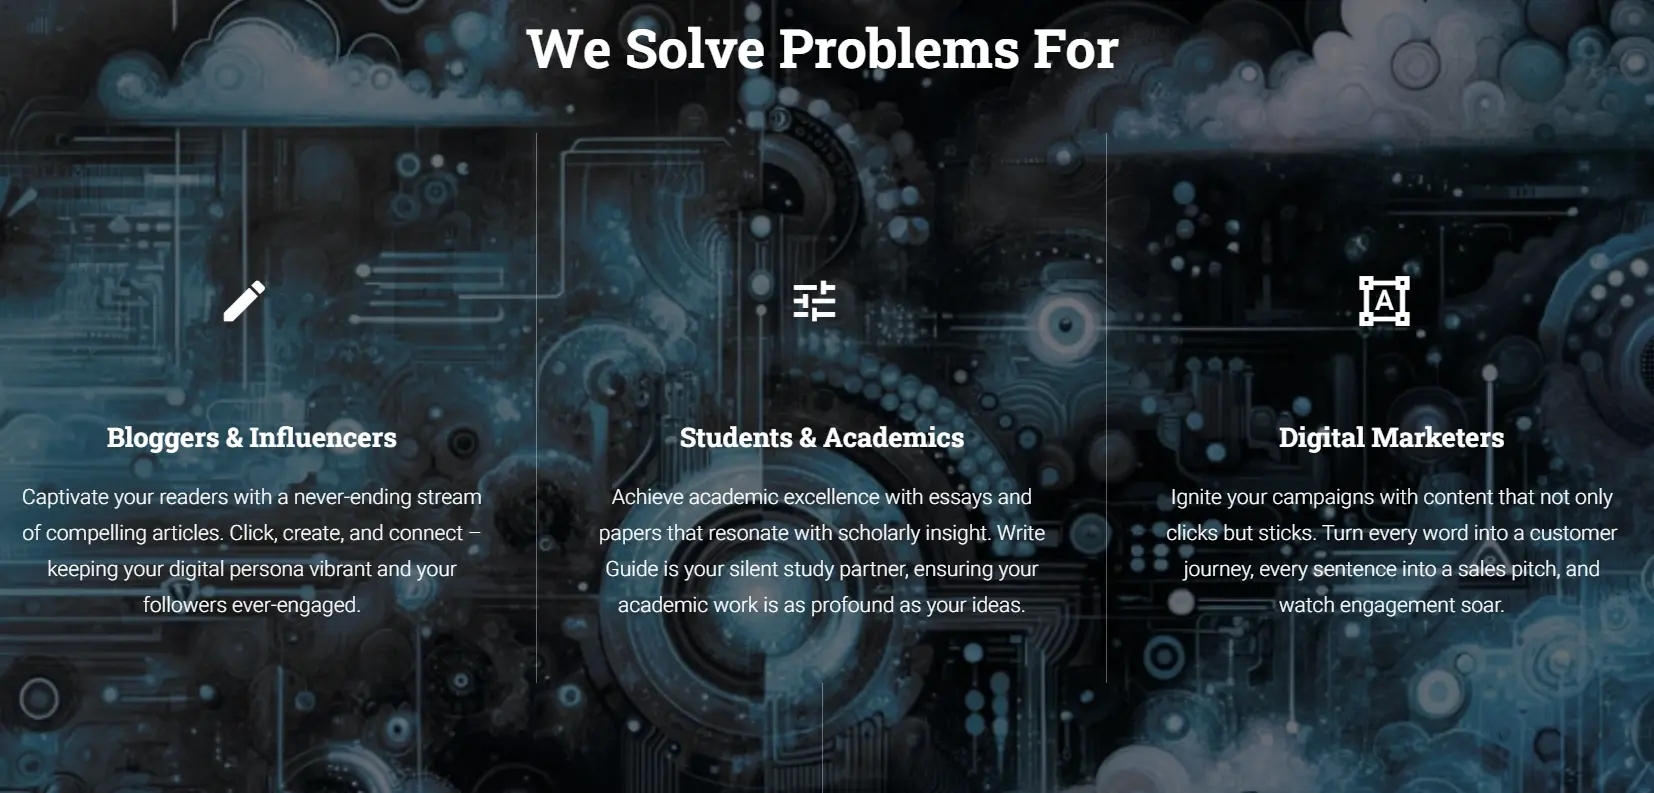 We Solve Problems For
A
Bloggers & Influencers
Captivate your readers with a never-ending stream
of compelling articles. Click, create, and connect –
keeping your digital persona vibrant and your
followers ever-engaged.
Students & Academics
Achieve academic excellence with essays and
papers that resonate with scholarly insight. Write
Guide is your silent study partner, ensuring your
academic work is as profound as your ideas.
Digital Marketers
Ignite your campaigns with content that not only
clicks but sticks. Turn every word into a customer
journey, every sentence into a sales pitch, and
watch engagement soar.